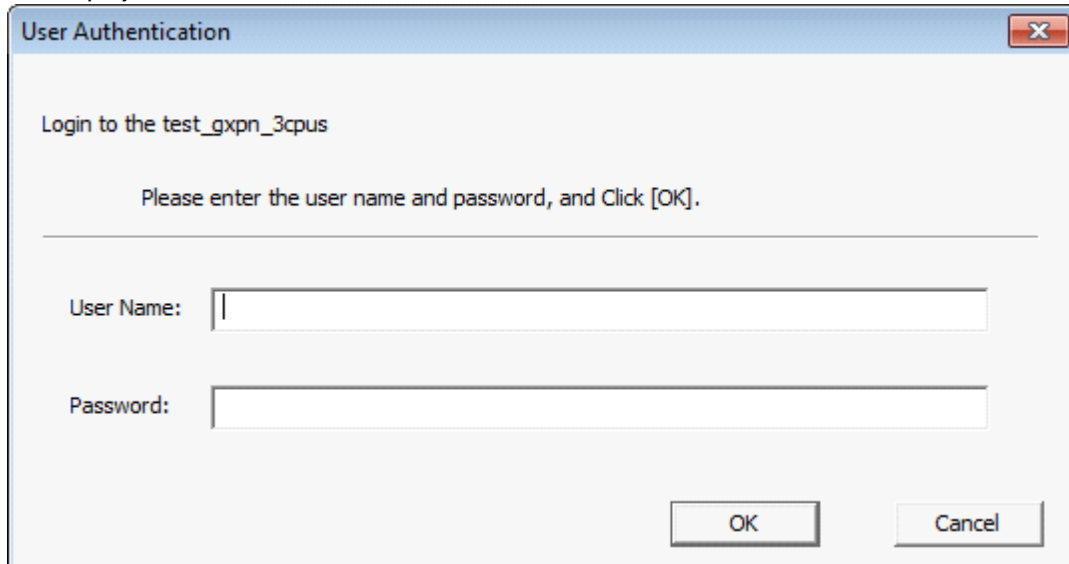 User Authentication
Login to the test_gxpn_3cpus
Please enter the user name and password, and Click [OK].
User Name:
Password:
OK
Cancel